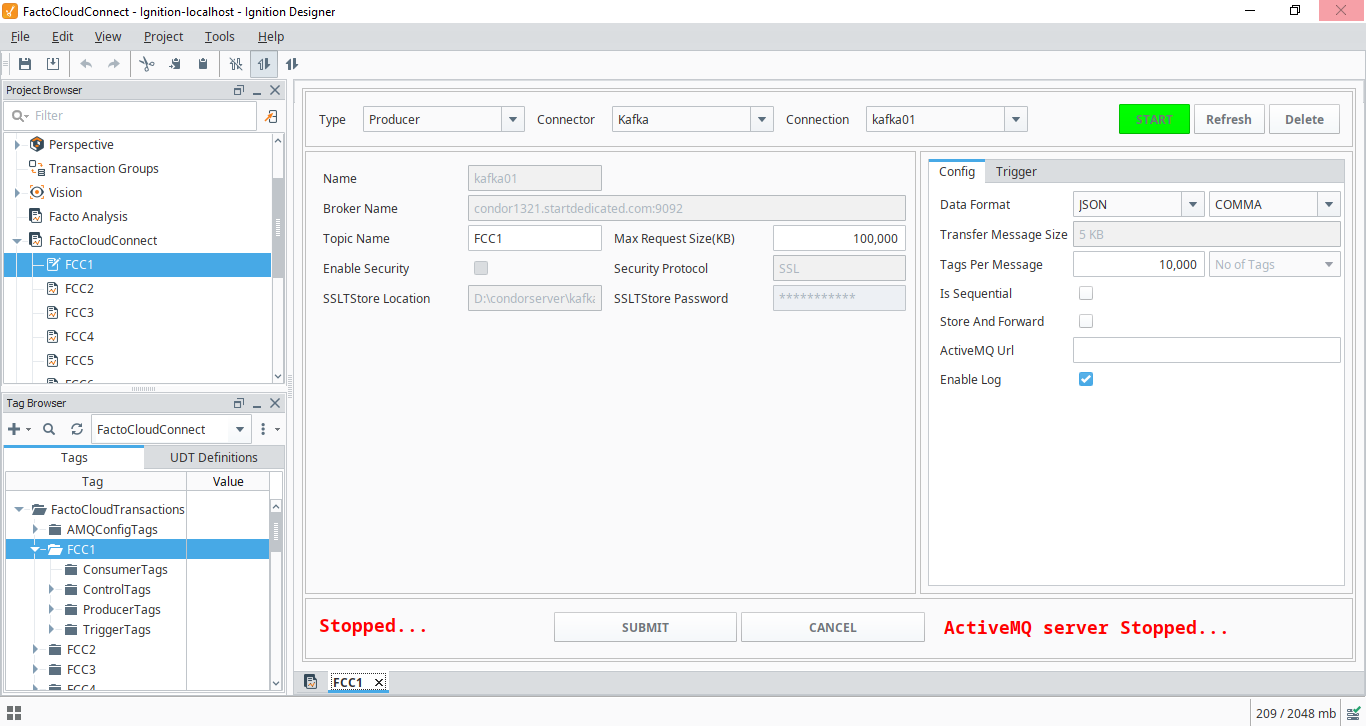 FactoCloudConnect - Ignition-localhost - Ignition Designer
File Edit View Project Tools Help
Project Browser
Filter
Perspective
Transaction Groups
Vision
Facto Analysis
FactoCloudConnect
FCC1
FCC2
FCC3
FCC4
FCC5
Tag Browser
FactoCloudConnect
Tags UDT Definitions
Tag Value
FactoCloudTransactions
AMQConfigTags
FCC1
ConsumerTags
ControlTags
ProducerTags
TriggerTags
FCC2
FCC3
FCC4
Type Producer Connector Kafka Connection kafka01 START Refresh Delete
Name kafka01
Broker Name condor1321.startdedicated.com:9092
Topic Name FCC1 Max Request Size(KB) 100,000
Enable Security Security Protocol SSL
SSLTStore Location D:\condorserver\kafka SSLTStore Password ***********
Config Trigger
Data Format JSON COMMA
Transfer Message Size 5 KB
Tags Per Message 10,000 No of Tags
Is Sequential
Store And Forward
ActiveMQ Url
Enable Log
Stopped... SUBMIT CANCEL ActiveMQ server Stopped...
FCC1
209 / 2048 mb